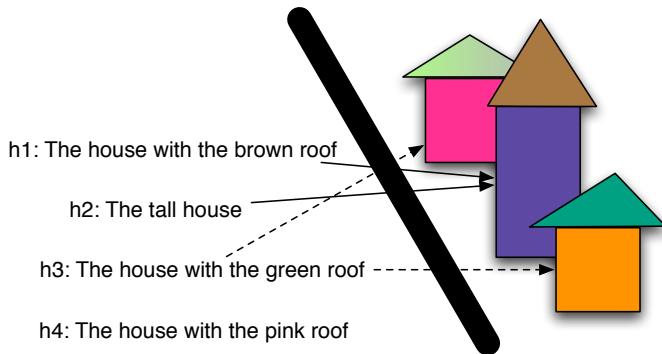 h1: The house with the brown roof
h2: The tall house
h3: The house with the green roof
h4: The house with the pink roof